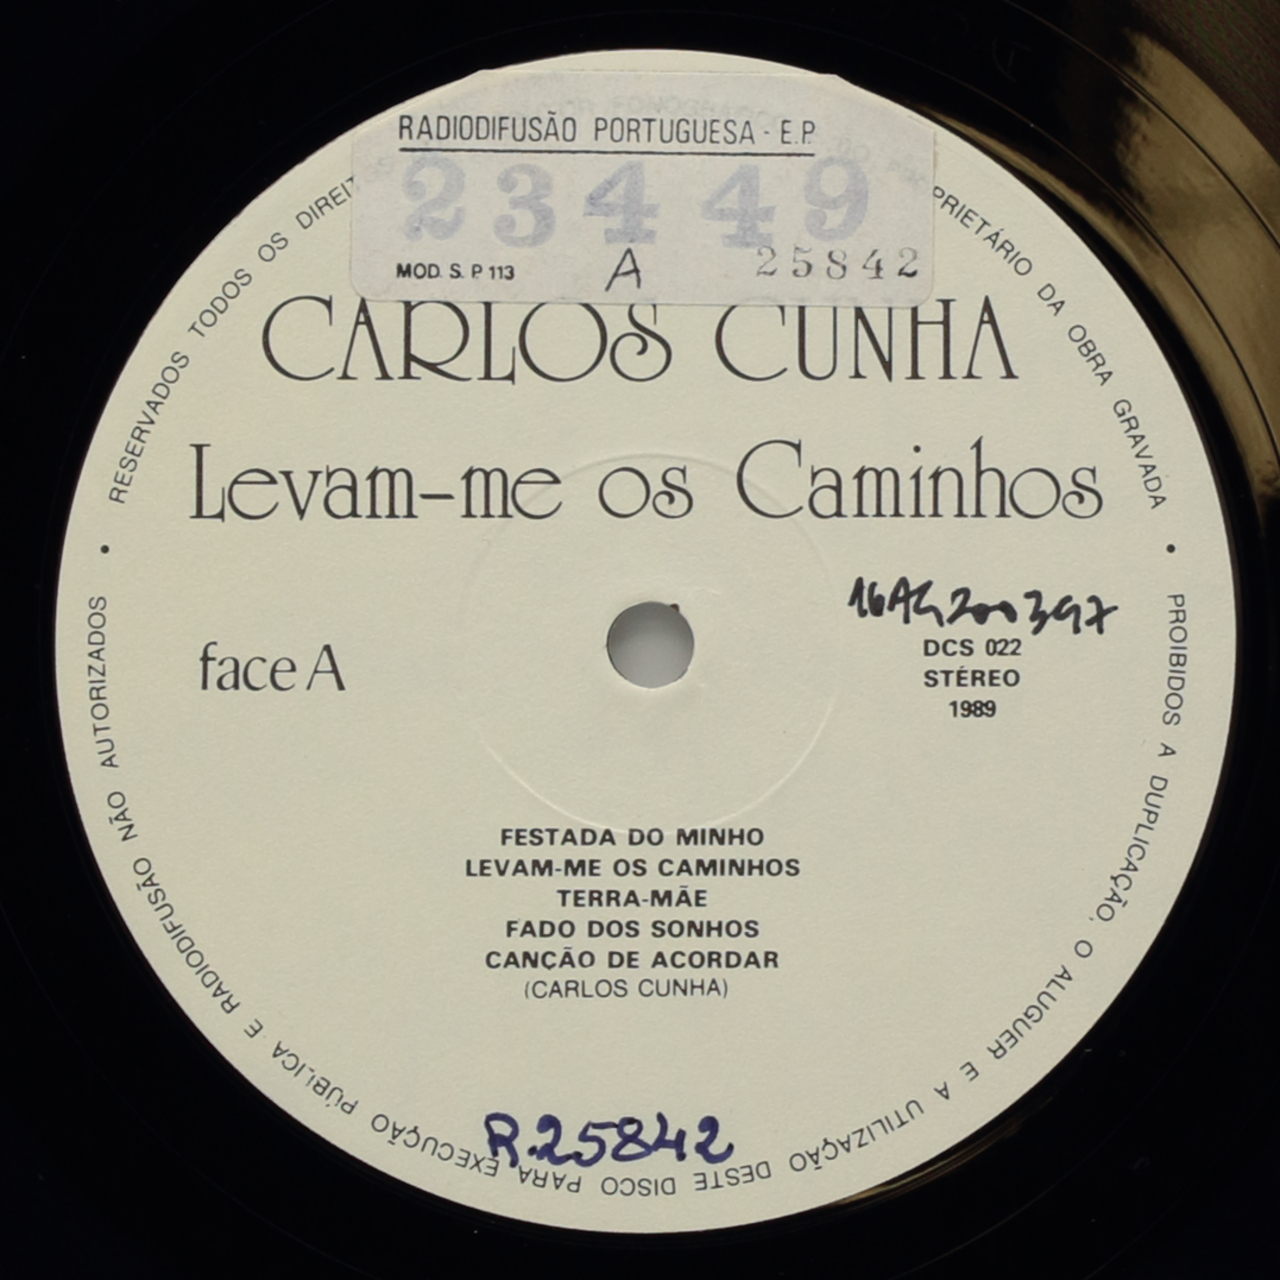 RADIODIFUSÃO PORTUGUESA - E.P.
23449
MOD. S. P. 113 A 25842
CARLOS CUNHA
Levam-me os Caminhos
face A
DCS 022
STÉREO
1989
FESTADA DO MINHO
LEVAM-ME OS CAMINHOS
TERRA-MÃE
FADO DOS SONHOS
CANÇÃO DE ACORDAR
(CARLOS CUNHA)
R.25842
RESERVADOS TODOS OS DIREIT
PRIETÁRIO DA OBRA GRAVADA •
PROIBIDOS A DUPLICAÇÃO, O ALUGUER E A UTILIZAÇÃO DESTE DISCO PARA EXECUÇÃO PÚBLICA E RADIODIFUSÃO NÃO AUTORIZADOS •